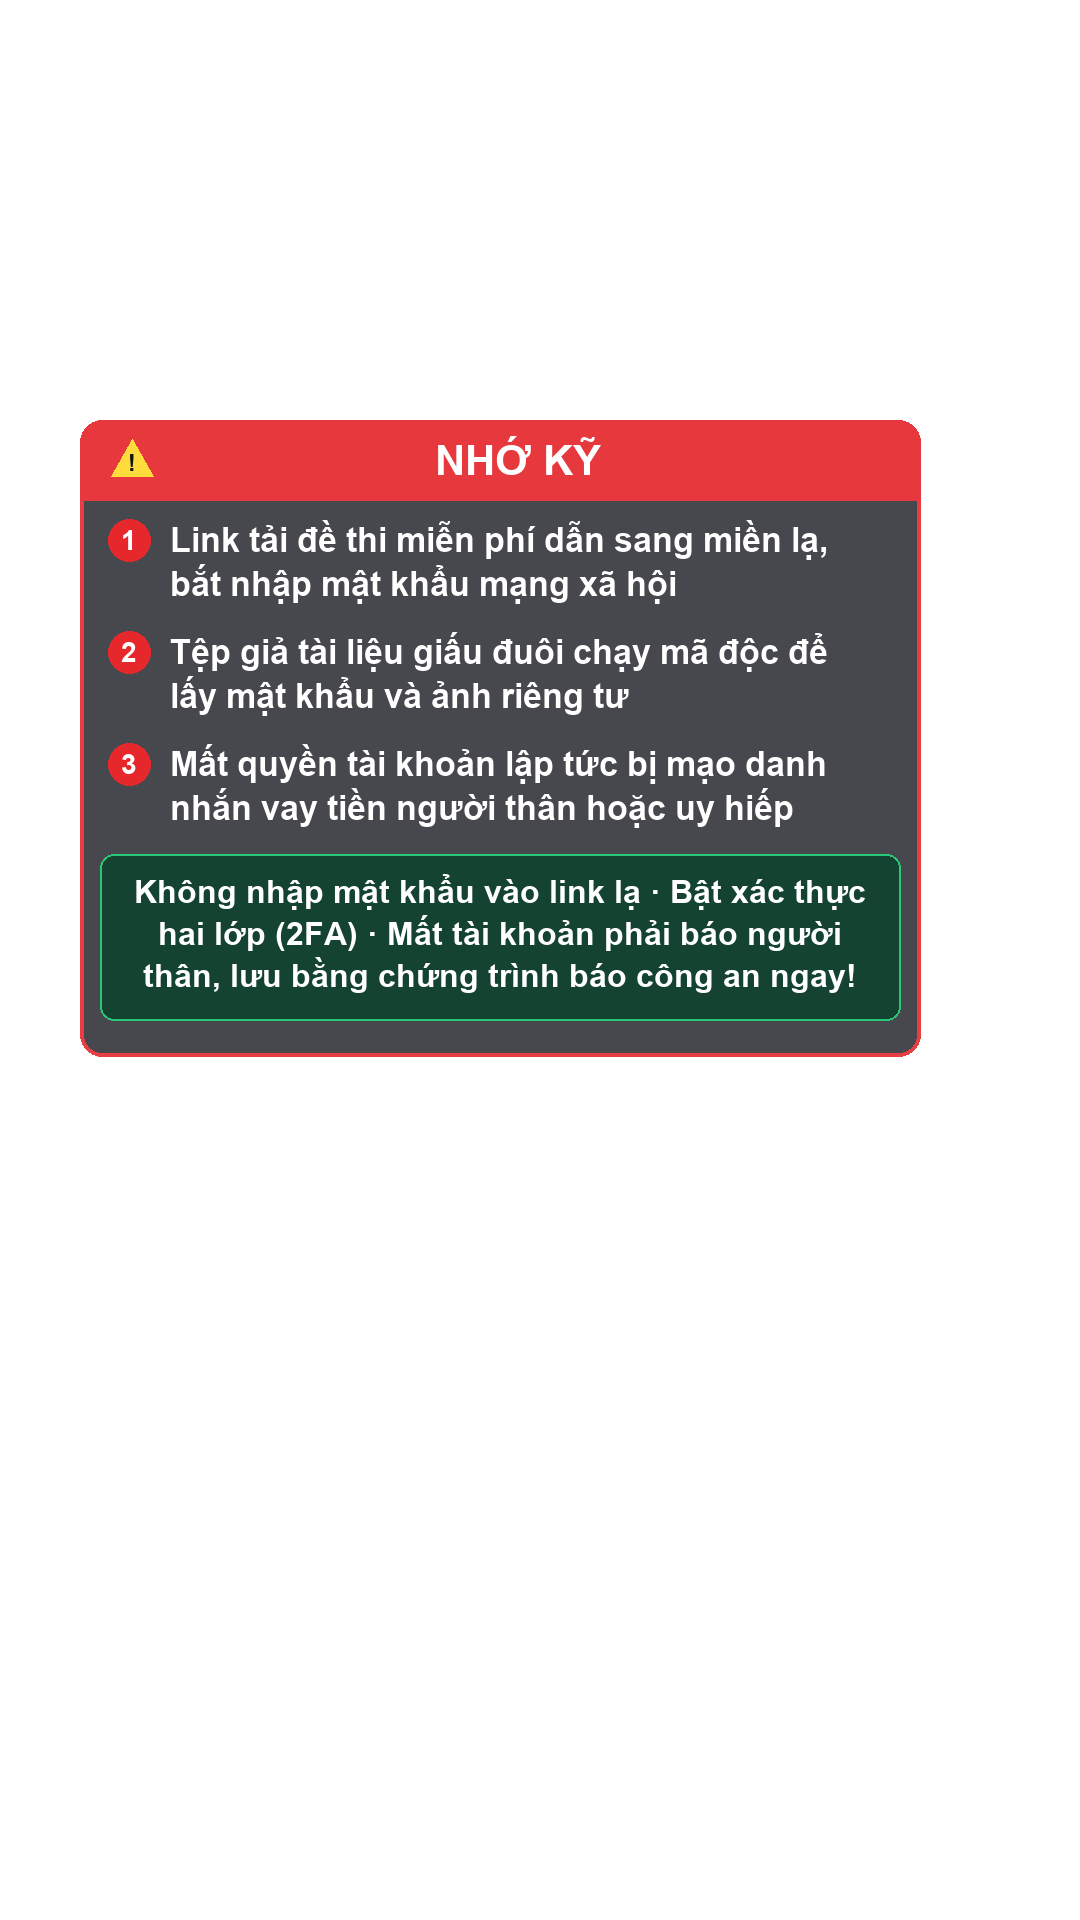 ! NHỚ KỸ
1 Link tải đề thi miễn phí dẫn sang miền lạ,
bắt nhập mật khẩu mạng xã hội
2 Tệp giả tài liệu giấu đuôi chạy mã độc để
lấy mật khẩu và ảnh riêng tư
3 Mất quyền tài khoản lập tức bị mạo danh
nhắn vay tiền người thân hoặc uy hiếp
Không nhập mật khẩu vào link lạ · Bật xác thực
hai lớp (2FA) · Mất tài khoản phải báo người
thân, lưu bằng chứng trình báo công an ngay!